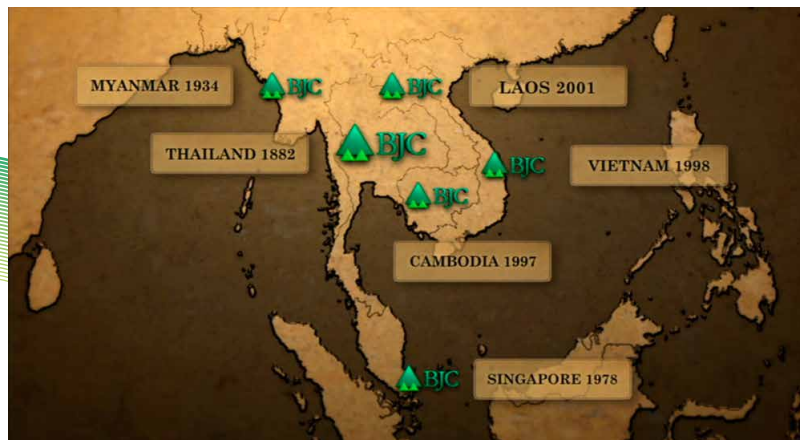 MYANMAR 1934
BJC
BJC
LAOS 2001
THAILAND 1882
BJC
BJC
VIETNAM 1998
BJC
CAMBODIA 1997
BJC
SINGAPORE 1978